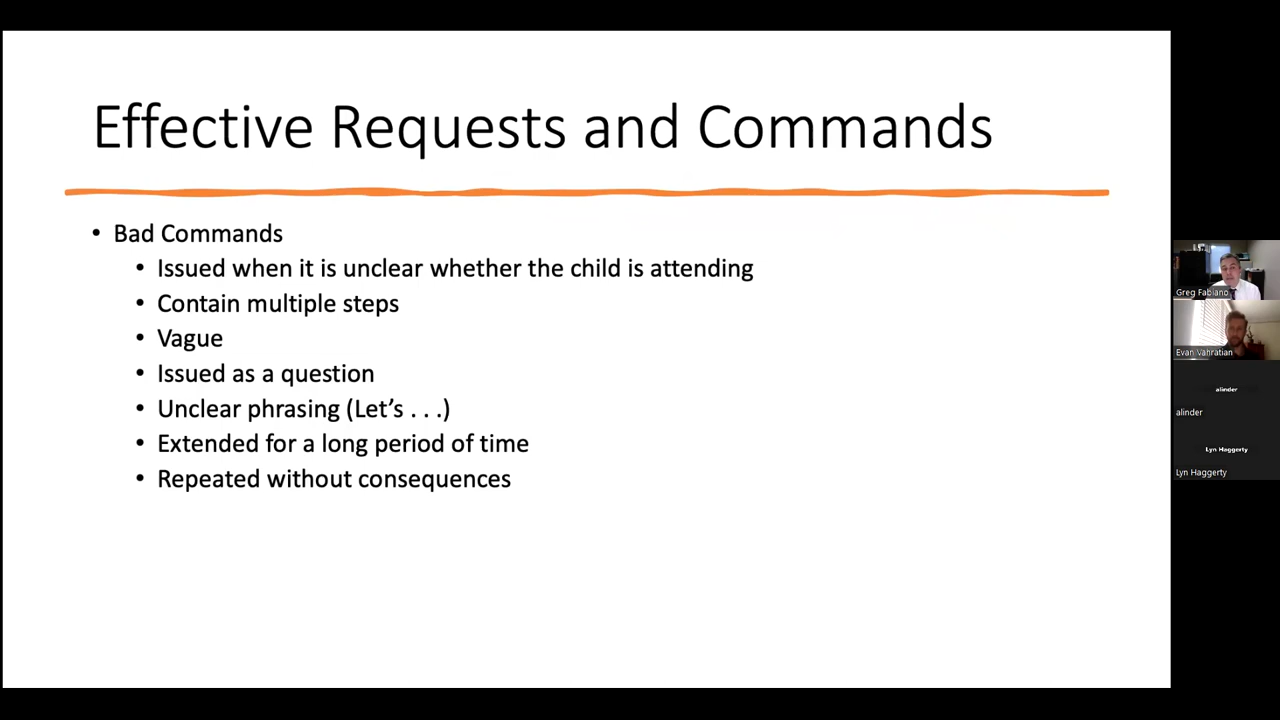 Effective Requests and Commands
• Bad Commands
• Issued when it is unclear whether the child is attending
• Contain multiple steps
• Vague
• Issued as a question
• Unclear phrasing (Let’s . . .)
• Extended for a long period of time
• Repeated without consequences
Greg Fabiano
Evan Vahratian
alinder
alinder
Lyn Haggerty
Lyn Haggerty